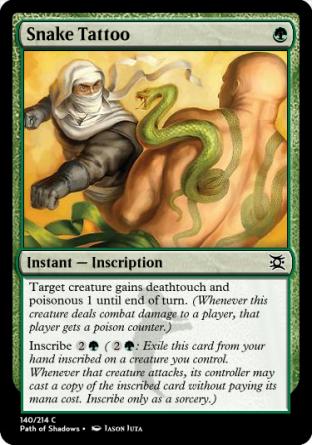 Snake Tattoo
Instant — Inscription
Target creature gains deathtouch and
poisonous 1 until end of turn. (Whenever this
creature deals combat damage to a player, that
player gets a poison counter.)
Inscribe 2 ( 2 : Exile this card from your
hand inscribed on a creature you control.
Whenever that creature attacks, its controller may
cast a copy of the inscribed card without paying its
mana cost. Inscribe only as a sorcery.)
140/214 C
Path of Shadows • Jason Juta